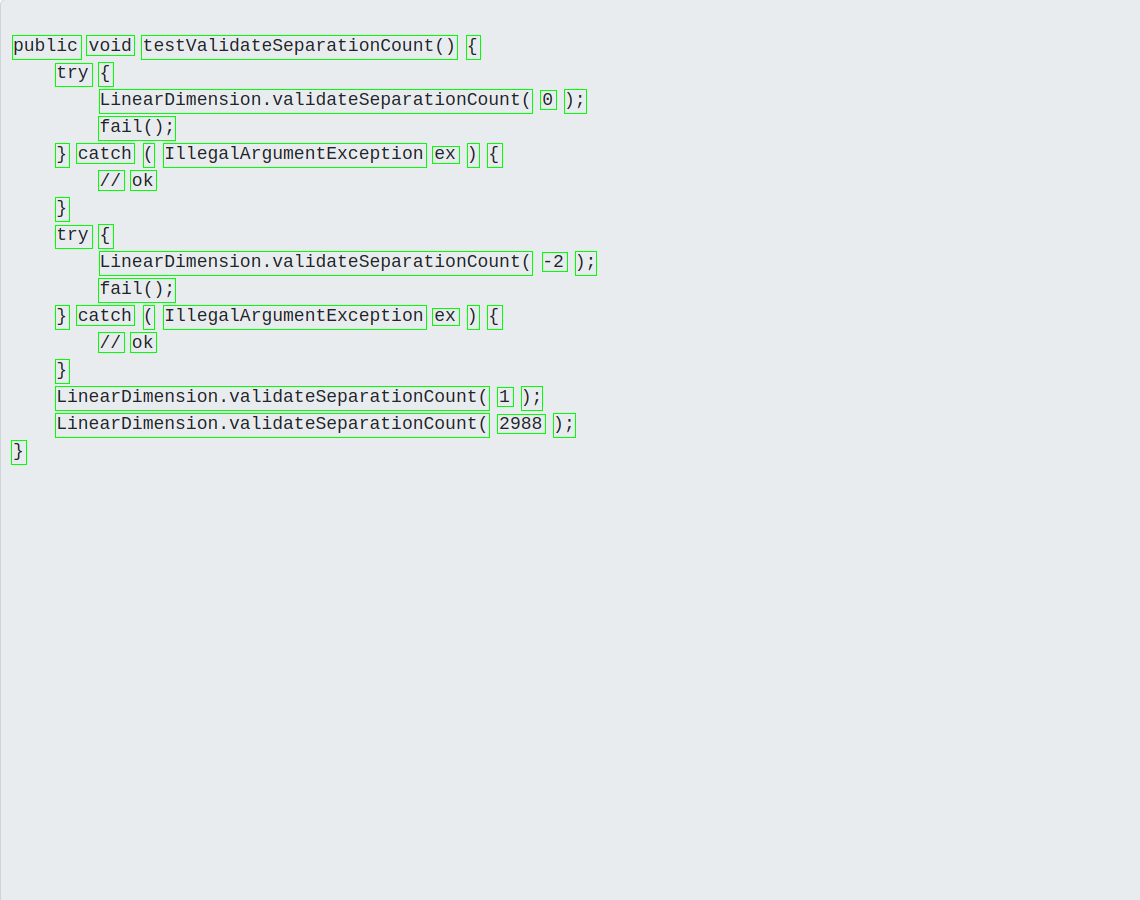 public void testValidateSeparationCount() {
    try {
        LinearDimension.validateSeparationCount( 0 );
        fail();
    } catch ( IllegalArgumentException ex ) {
        // ok
    }
    try {
        LinearDimension.validateSeparationCount( -2 );
        fail();
    } catch ( IllegalArgumentException ex ) {
        // ok
    }
    LinearDimension.validateSeparationCount( 1 );
    LinearDimension.validateSeparationCount( 2988 );
}